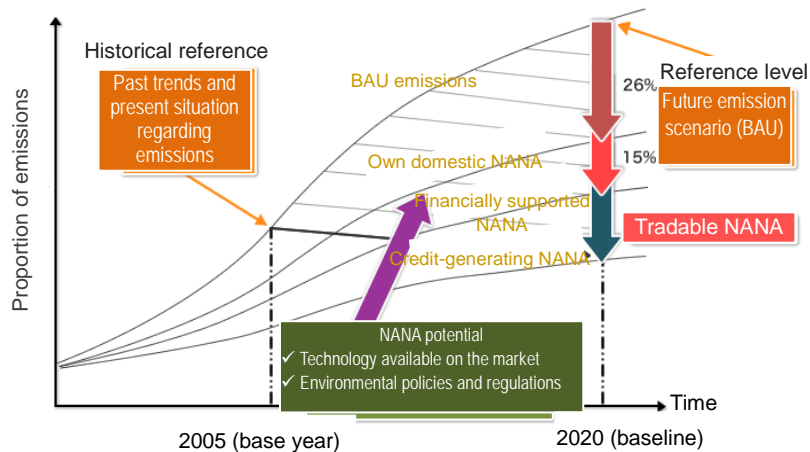 Historical reference
Past trends and
present situation
regarding
emissions
BAU emissions
26%
Reference level
Future emission
scenario (BAU)
Own domestic NANA
15%
Financially supported
NANA
Tradable NANA
Credit-generating NANA
Proportion of emissions
NANA potential
✓ Technology available on the market
✓ Environmental policies and regulations
Time
2005 (base year)
2020 (baseline)